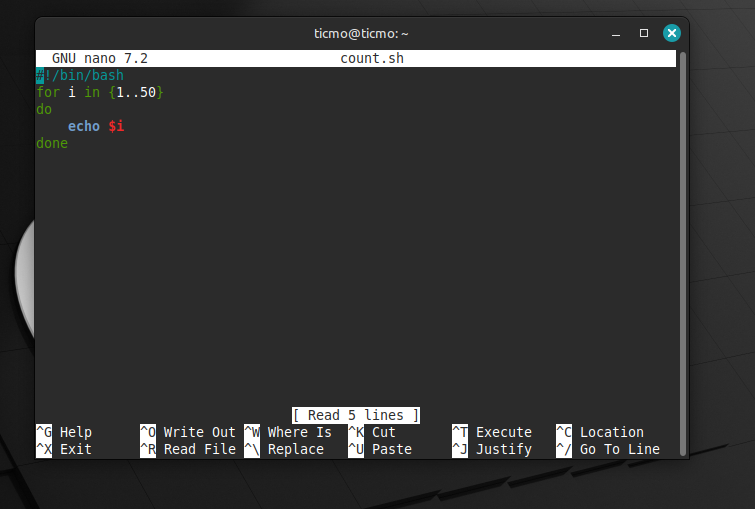 ticmo@ticmo: ~
GNU nano 7.2 count.sh
#!/bin/bash
for i in {1..50}
do
    echo $i
done
[ Read 5 lines ]
^G Help ^O Write Out ^W Where Is ^K Cut ^T Execute ^C Location
^X Exit ^R Read File ^\ Replace ^U Paste ^J Justify ^/ Go To Line